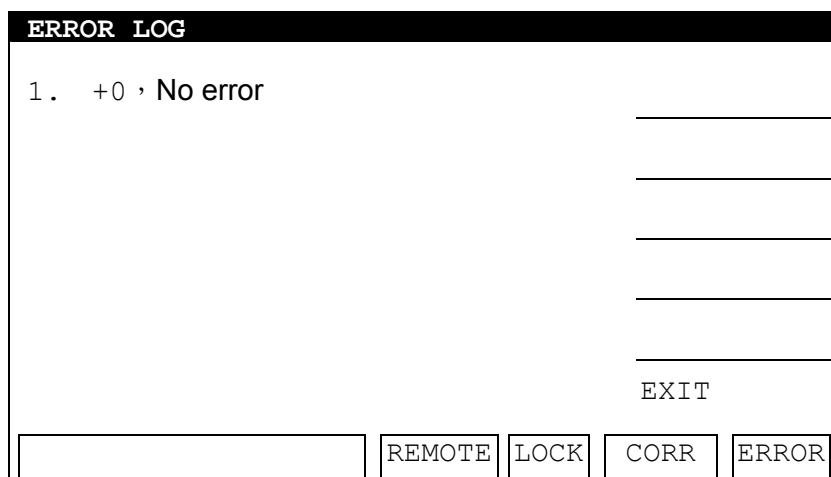 ERROR LOG
1. +0，No error
EXIT
REMOTE LOCK CORR ERROR